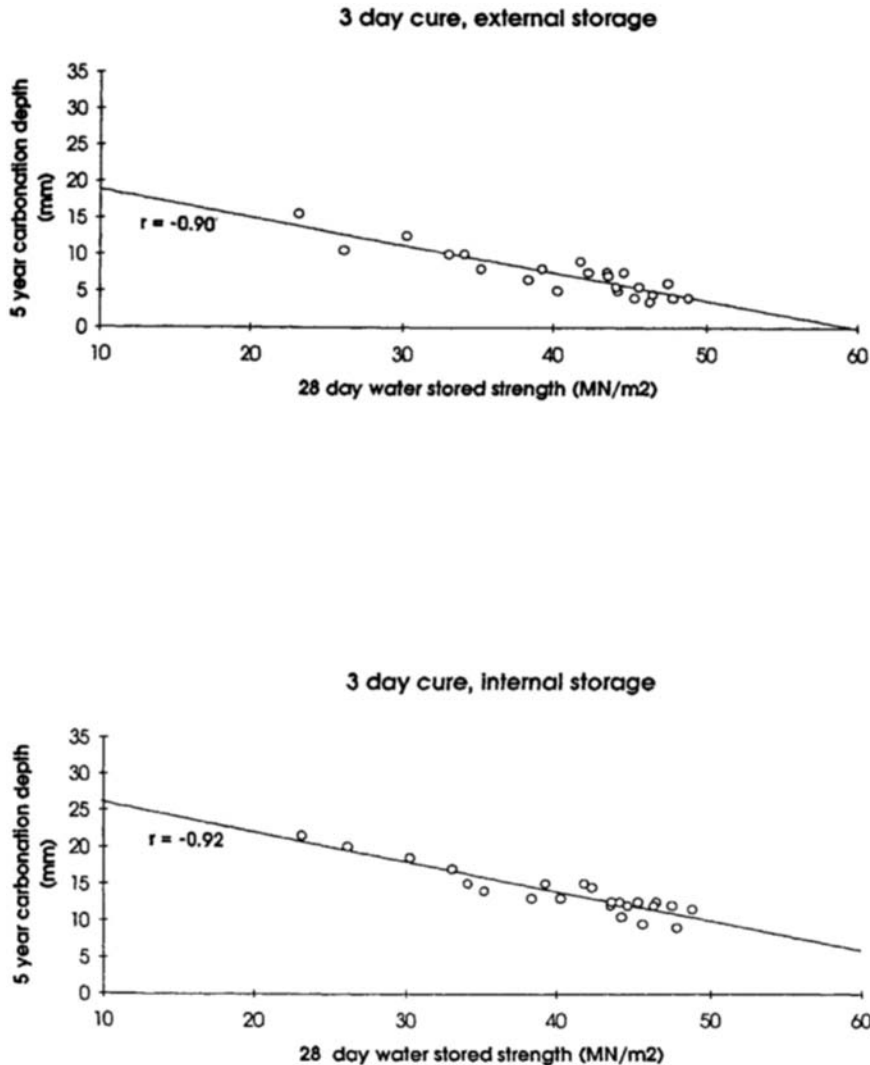 3 day cure, external storage
5 year carbonation depth
(mm)
35
30
25
20
15
10
5
0
r = -0.90
10 20 30 40 50 60
28 day water stored strength (MN/m2)
3 day cure, internal storage
5 year carbonation depth
(mm)
35
30
25
20
15
10
5
0
r = -0.92
10 20 30 40 50 60
28 day water stored strength (MN/m2)